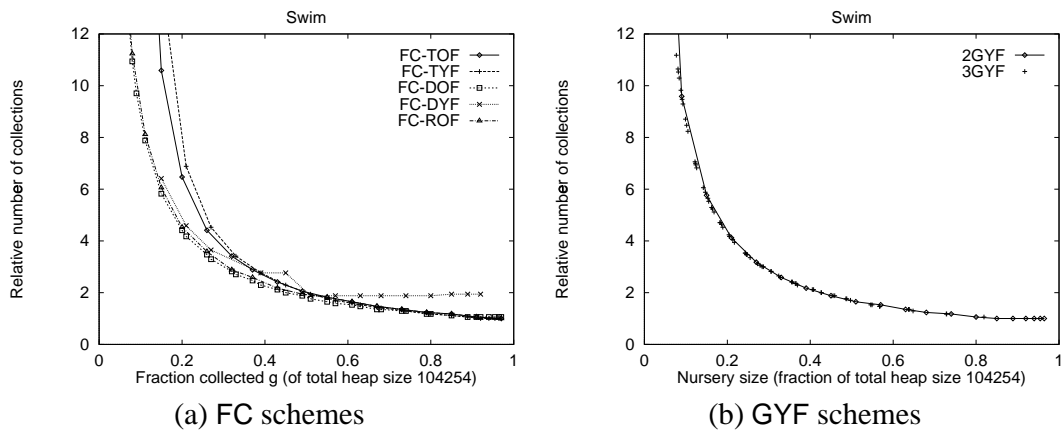 Swim
12
10
8
6
4
2
0
0
0.2
0.4
0.6
0.8
1
Relative number of collections
Fraction collected g (of total heap size 104254)
FC-TOF
FC-TYF
FC-DOF
FC-DYF
FC-ROF
(a) FC schemes
Swim
12
10
8
6
4
2
0
0
0.2
0.4
0.6
0.8
1
Relative number of collections
Nursery size (fraction of total heap size 104254)
2GYF
3GYF
(b) GYF schemes